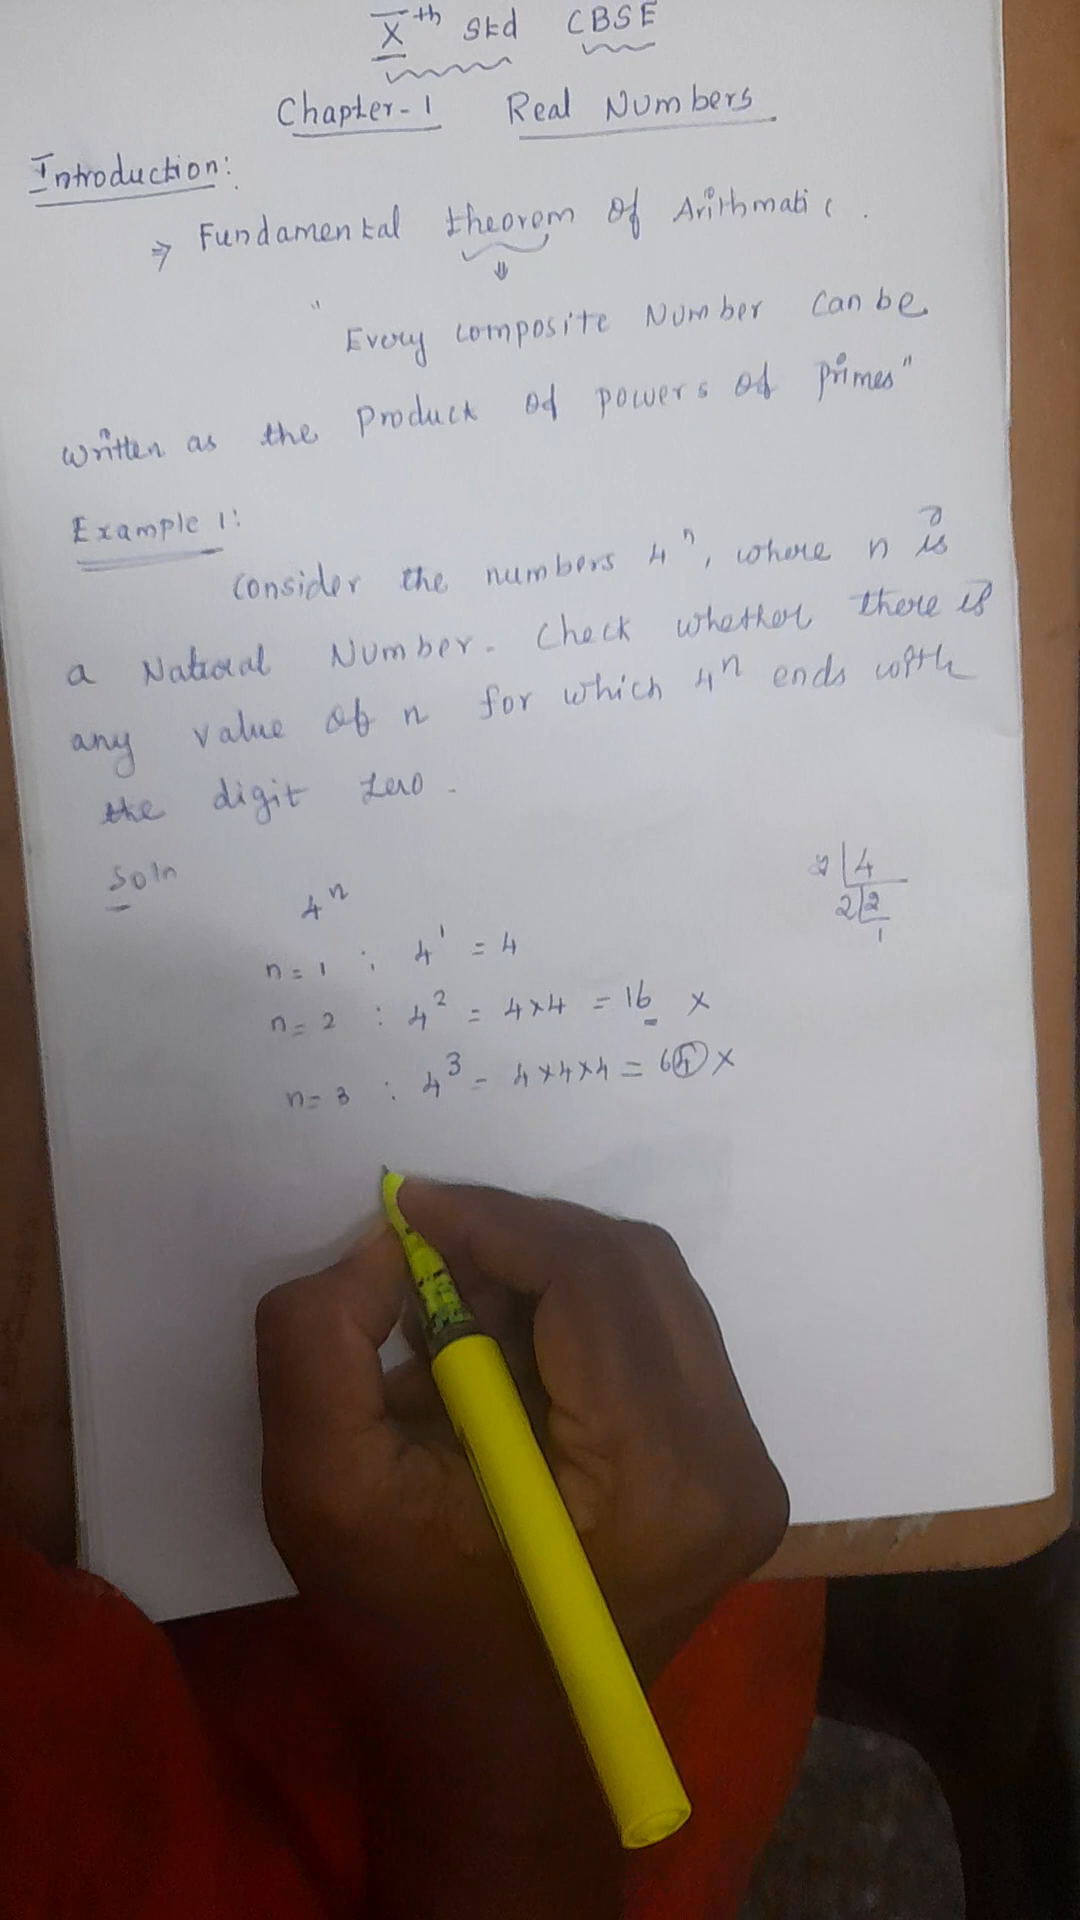 Xth Std CBSE
Chapter-1 Real Numbers
Introduction:
⇒ Fundamental theorem of Arithmatic.
⇓
"Every composite Number can be
written as the product of powers of primes"
Example 1:
Consider the numbers 4ⁿ, where n is
a Natural Number. Check whether there is
any value of n for which 4ⁿ ends with
the digit zero.
Soln
4ⁿ
2 | 4
2 | 2
1
n = 1 : 4¹ = 4
n = 2 : 4² = 4×4 = 16 ×
n = 3 : 4³ = 4×4×4 = 64 ×